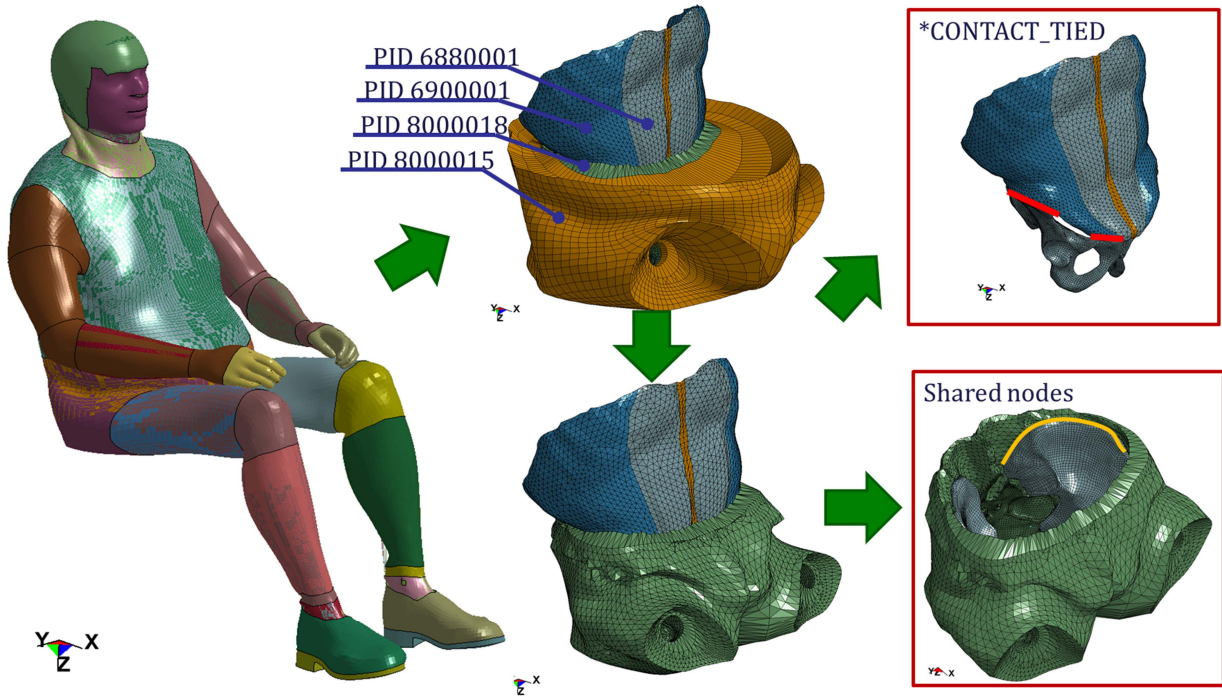 PID 6880001
PID 6900001
PID 8000018
PID 8000015
*CONTACT_TIED
Shared nodes
Y X
Z
Y X
Z
Y X
Z
Y X
Z
Y X